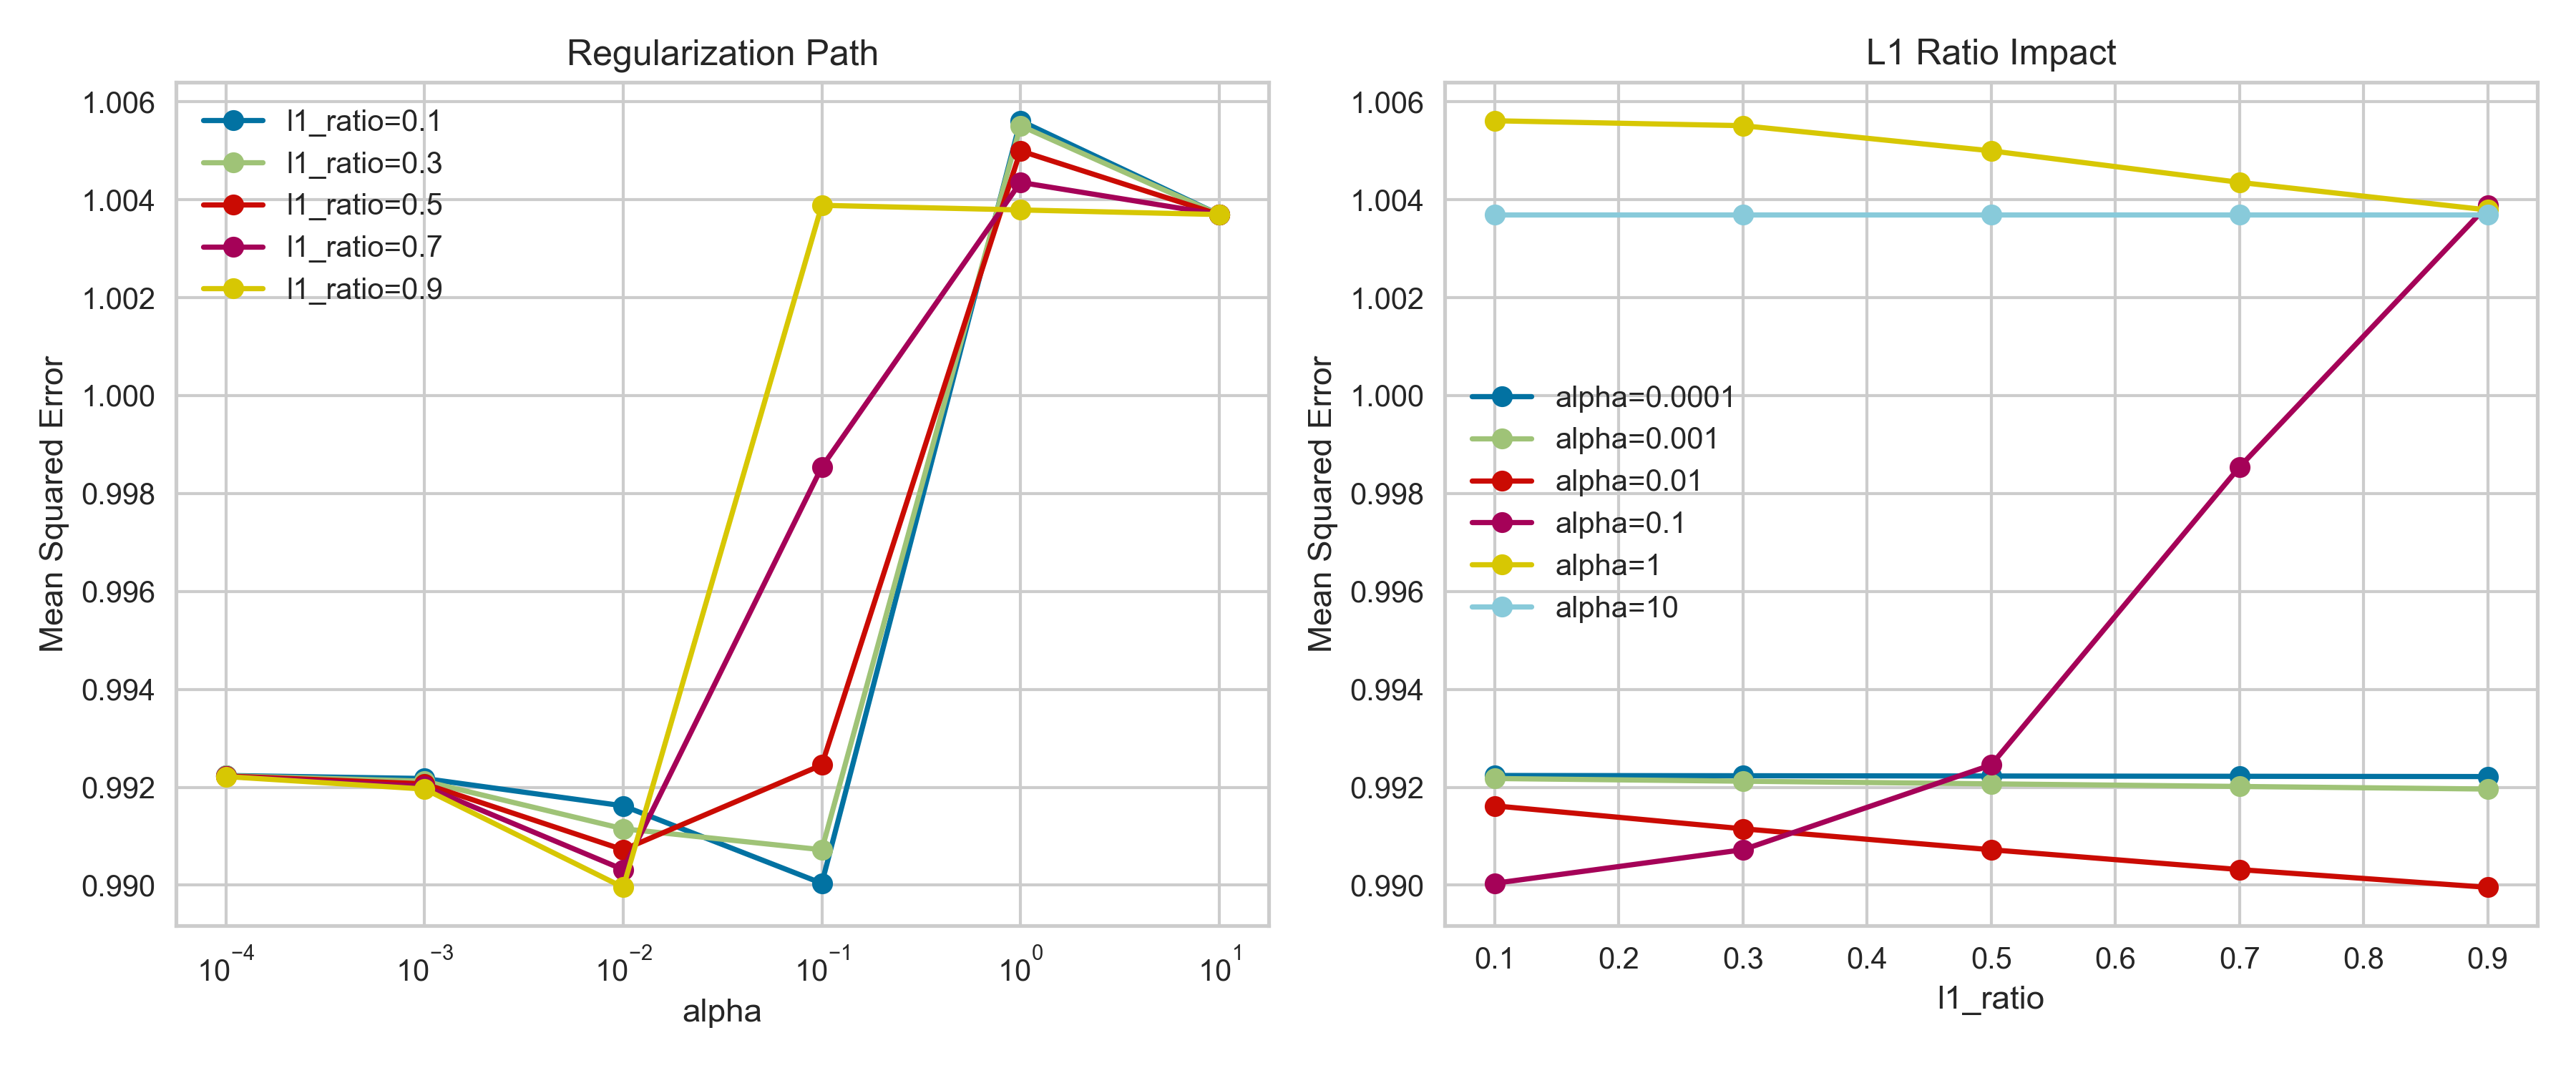 Regularization Path
Mean Squared Error
1.006
1.004
1.002
1.000
0.998
0.996
0.994
0.992
0.990
l1_ratio=0.1
l1_ratio=0.3
l1_ratio=0.5
l1_ratio=0.7
l1_ratio=0.9
10⁻⁴ 10⁻³ 10⁻² 10⁻¹ 10⁰ 10¹
alpha
L1 Ratio Impact
Mean Squared Error
1.006
1.004
1.002
1.000
0.998
0.996
0.994
0.992
0.990
alpha=0.0001
alpha=0.001
alpha=0.01
alpha=0.1
alpha=1
alpha=10
0.1 0.2 0.3 0.4 0.5 0.6 0.7 0.8 0.9
l1_ratio